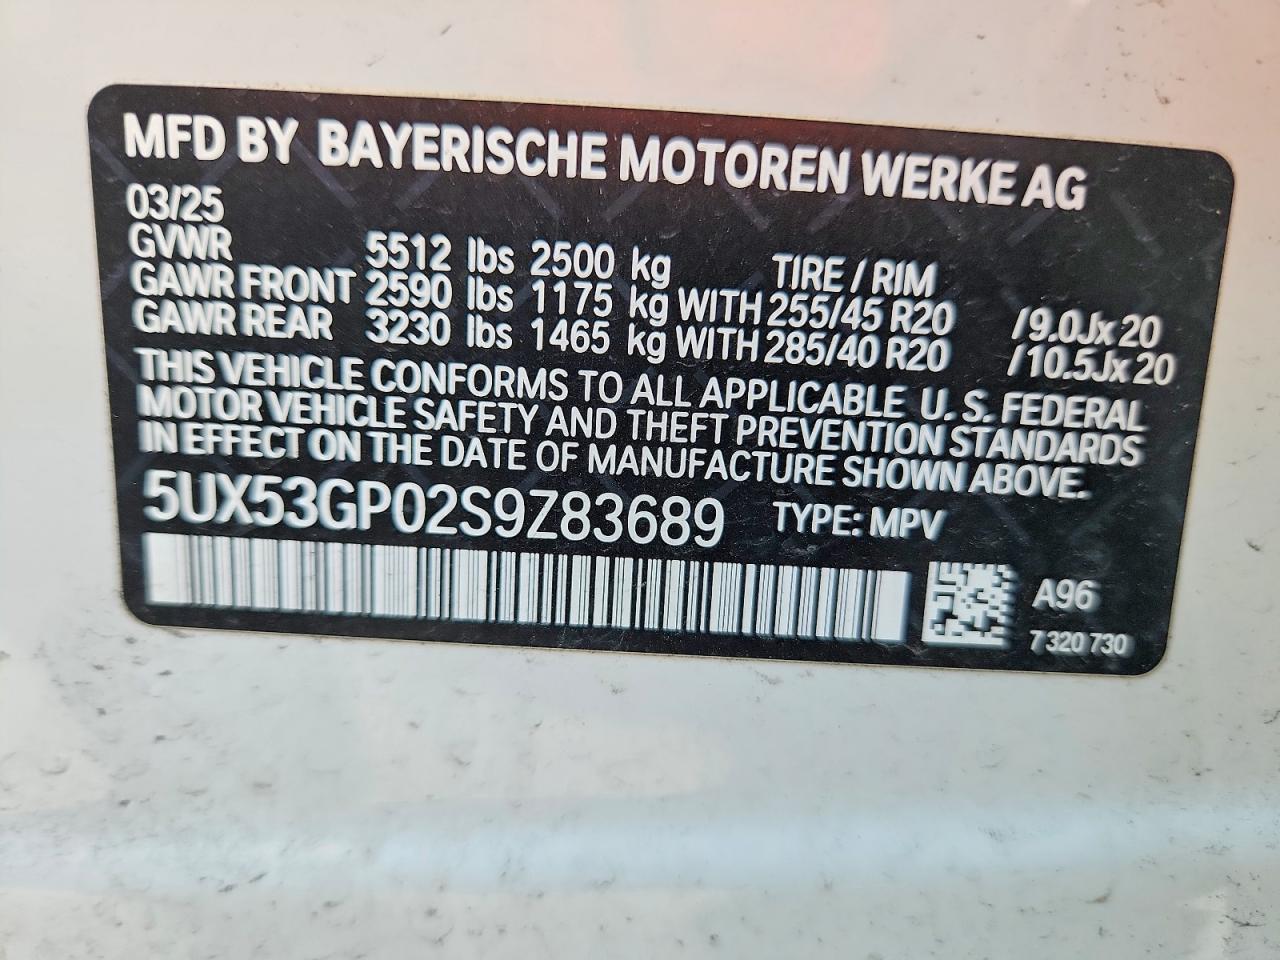 MFD BY BAYERISCHE MOTOREN WERKE AG
03/25
GVWR 5512 lbs 2500 kg TIRE / RIM
GAWR FRONT 2590 lbs 1175 kg WITH 255/45 R20 /9.0Jx20
GAWR REAR 3230 lbs 1465 kg WITH 285/40 R20 /10.5Jx20
THIS VEHICLE CONFORMS TO ALL APPLICABLE U. S. FEDERAL
MOTOR VEHICLE SAFETY AND THEFT PREVENTION STANDARDS
IN EFFECT ON THE DATE OF MANUFACTURE SHOWN ABOVE.
5UX53GP02S9Z83689 TYPE: MPV
A96
7 320 730